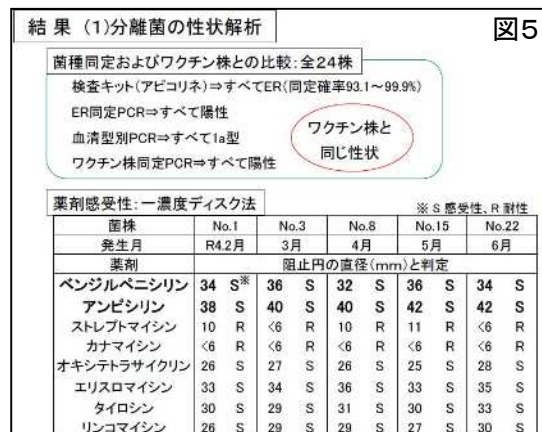 結 果 (1)分離菌の性状解析
図5
菌種同定およびワクチン株との比較:全24株
検査キット(アピコリネ)⇒すべてER(同定確率93.1~99.9%)
ER同定PCR⇒すべて陽性
血清型別PCR⇒すべて1a型
ワクチン株同定PCR⇒すべて陽性
ワクチン株と
同じ性状
薬剤感受性:一濃度ディスク法
※ S 感受性、R 耐性
菌株 No.1 No.3 No.8 No.15 No.22
発生月 R4.2月 3月 4月 5月 6月
薬剤 阻止円の直径(mm)と判定
ベンジルペニシリン 34 S※ 36 S 32 S 36 S 34 S
アンピシリン 38 S 40 S 40 S 42 S 42 S
ストレプトマイシン 10 R <6 R 10 R 11 R <6 R
カナマイシン <6 R <6 R <6 R <6 R <6 R
オキシテトラサイクリン 26 S 27 S 26 S 25 S 28 S
エリスロマイシン 33 S 34 S 36 S 33 S 35 S
タイロシン 30 S 29 S 31 S 30 S 33 S
リンコマイシン 26 S 29 S 29 S 27 S 30 S